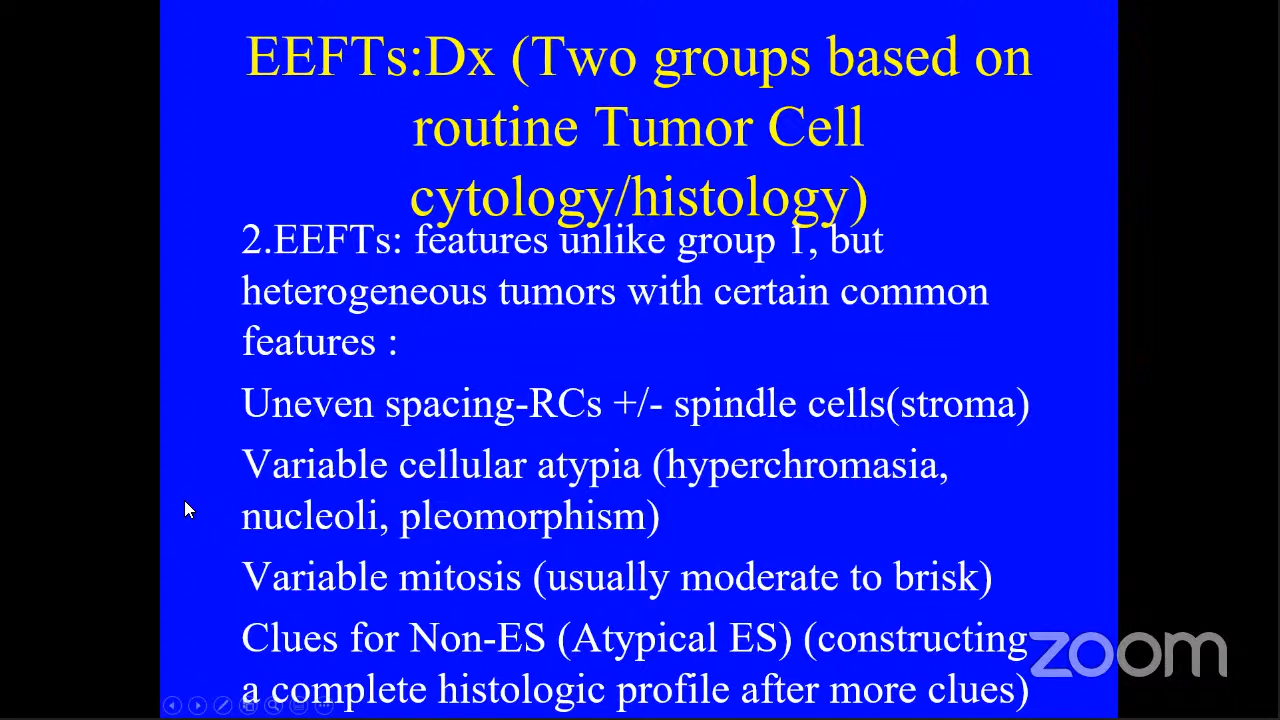 EEFTs:Dx (Two groups based on
routine Tumor Cell
cytology/histology)
2.EEFTs: features unlike group 1, but
heterogeneous tumors with certain common
features :
Uneven spacing-RCs +/- spindle cells(stroma)
Variable cellular atypia (hyperchromasia,
nucleoli, pleomorphism)
Variable mitosis (usually moderate to brisk)
Clues for Non-ES (Atypical ES) (constructing
a complete histologic profile after more clues)
zoom